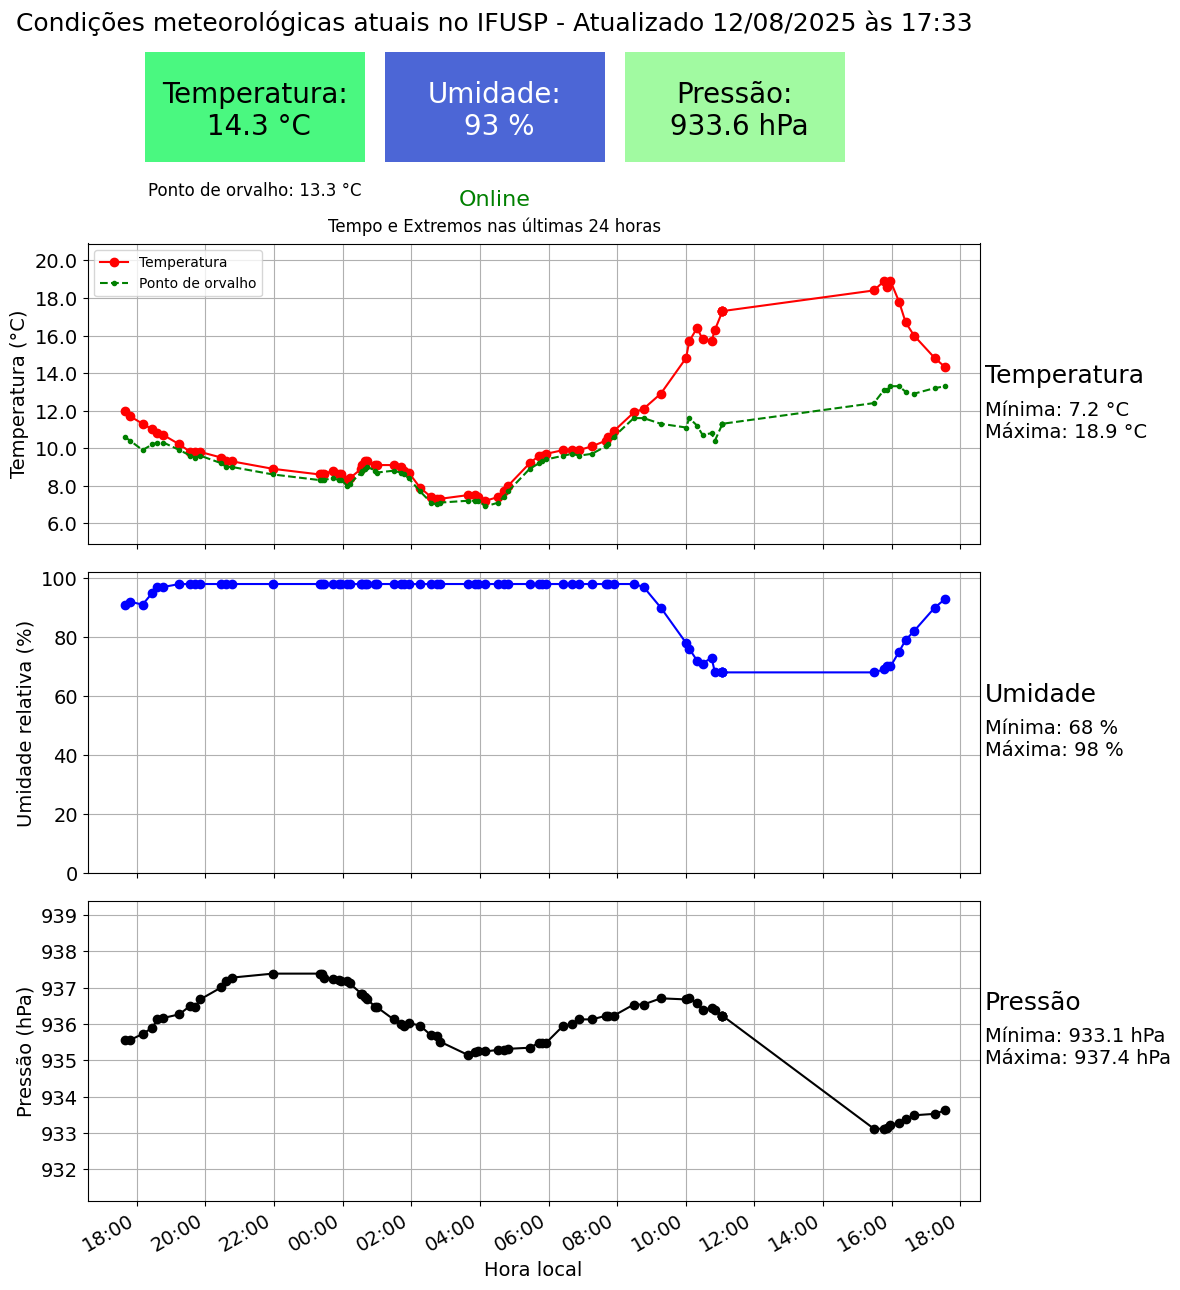 Condições meteorológicas atuais no IFUSP - Atualizado 12/08/2025 às 17:33
Temperatura:
14.3 °C
Umidade:
93 %
Pressão:
933.6 hPa
Ponto de orvalho: 13.3 °C
Online
Tempo e Extremos nas últimas 24 horas
Temperatura
Ponto de orvalho
Temperatura (°C)
20.0
18.0
16.0
14.0
12.0
10.0
8.0
6.0
Temperatura
Mínima: 7.2 °C
Máxima: 18.9 °C
Umidade relativa (%)
100
80
60
40
20
0
Umidade
Mínima: 68 %
Máxima: 98 %
Pressão (hPa)
939
938
937
936
935
934
933
932
Pressão
Mínima: 933.1 hPa
Máxima: 937.4 hPa
18:00 20:00 22:00 00:00 02:00 04:00 06:00 08:00 10:00 12:00 14:00 16:00 18:00
Hora local